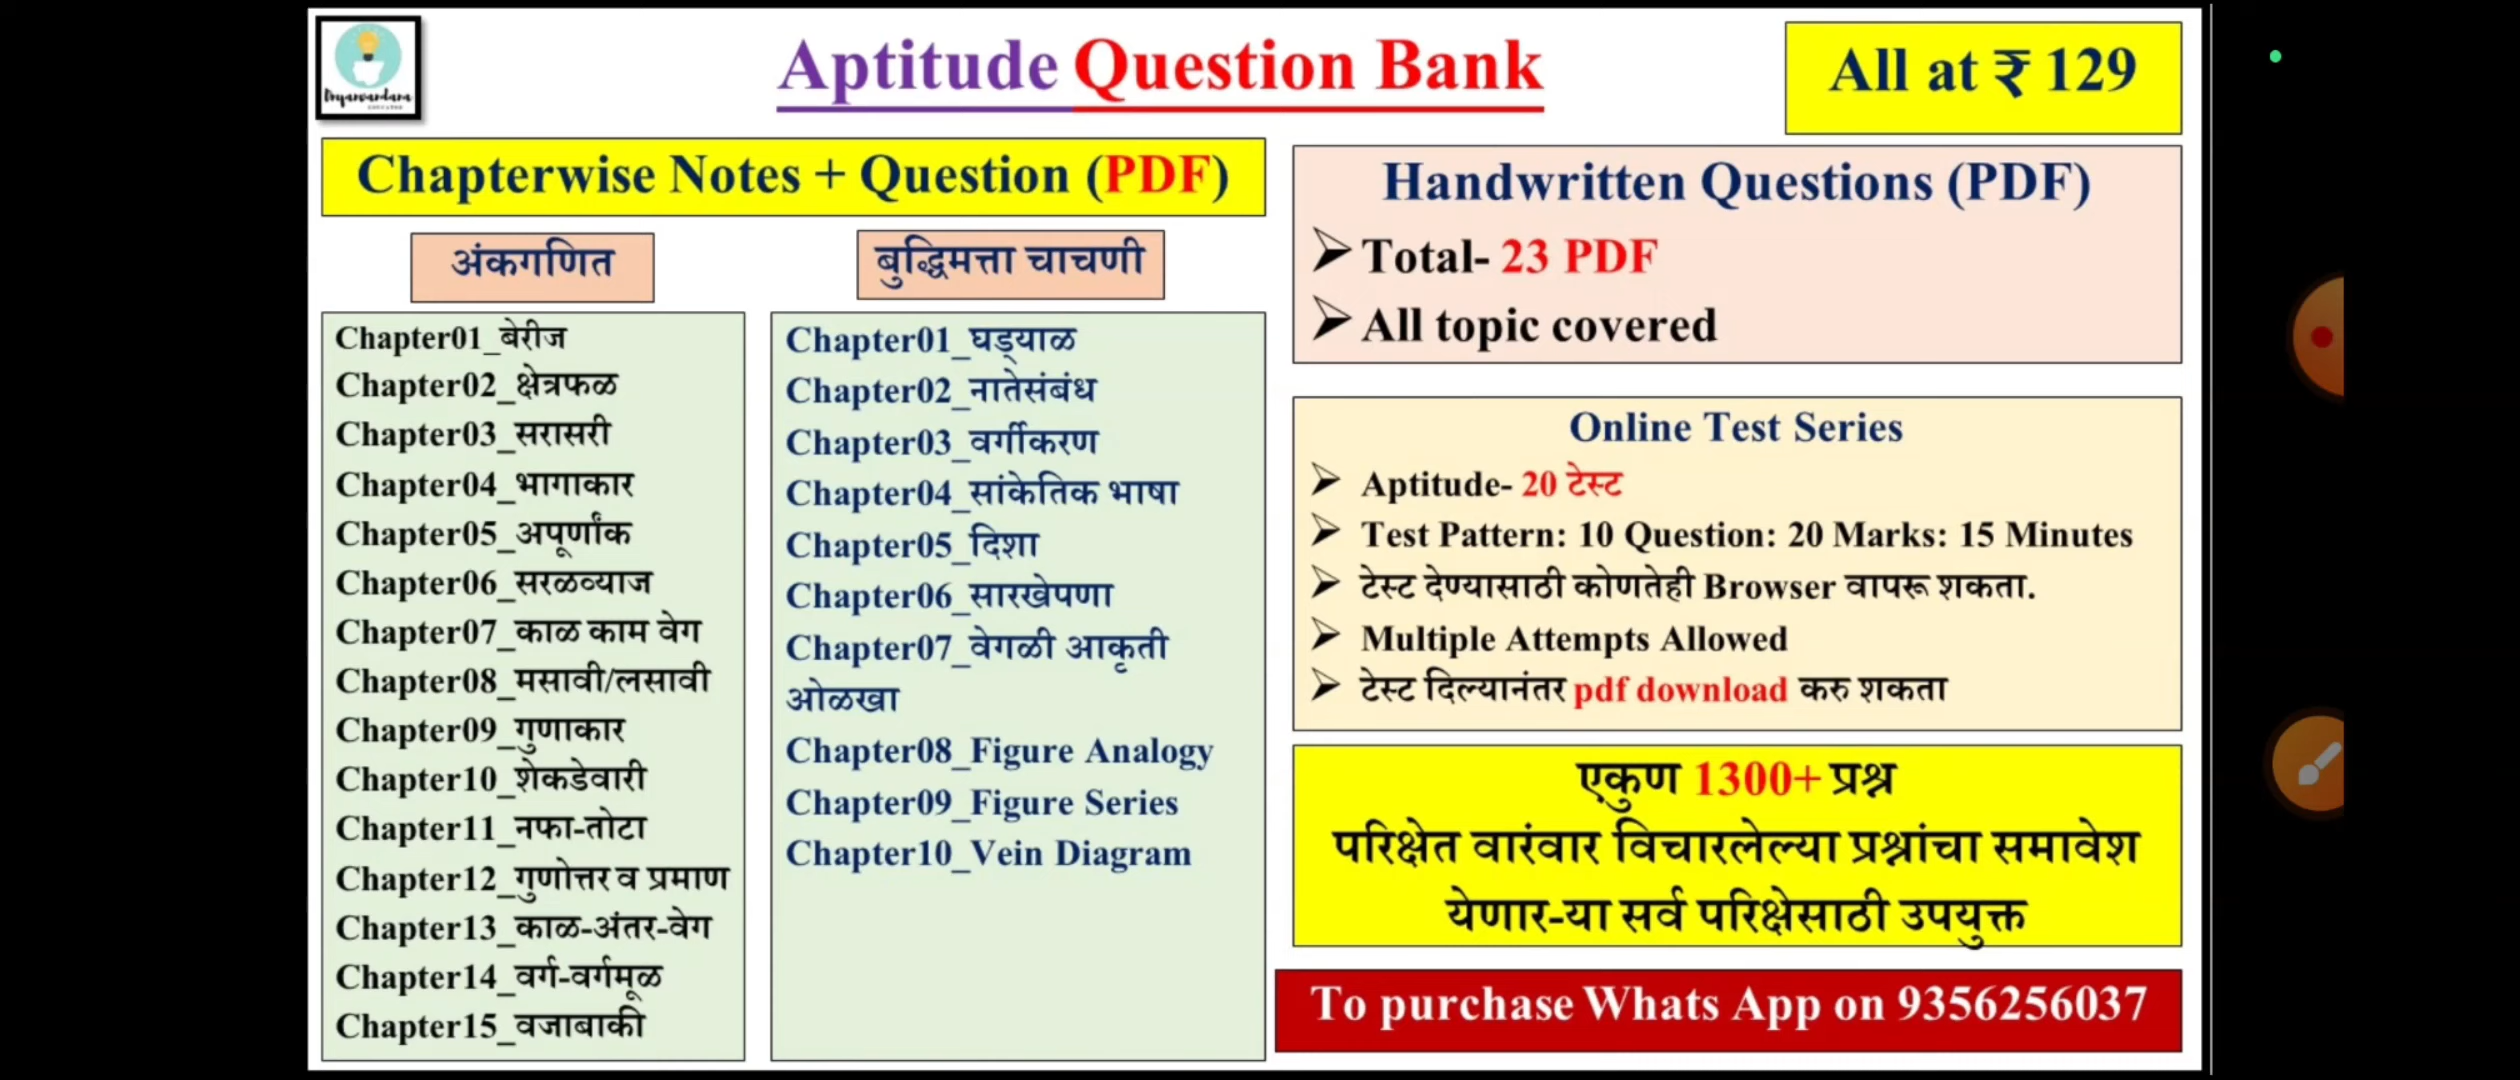 Dnyanvandana
Aptitude Question Bank
All at ₹ 129
Chapterwise Notes + Question (PDF)
अंकगणित
Chapter01_बेरीज
Chapter02_क्षेत्रफळ
Chapter03_सरासरी
Chapter04_भागाकार
Chapter05_अपूर्णांक
Chapter06_सरळव्याज
Chapter07_काळ काम वेग
Chapter08_मसावी/लसावी
Chapter09_गुणाकार
Chapter10_शेकडेवारी
Chapter11_नफा-तोटा
Chapter12_गुणोत्तर व प्रमाण
Chapter13_काळ-अंतर-वेग
Chapter14_वर्ग-वर्गमूळ
Chapter15_वजाबाकी
बुद्धिमत्ता चाचणी
Chapter01_घड्याळ
Chapter02_नातेसंबंध
Chapter03_वर्गीकरण
Chapter04_सांकेतिक भाषा
Chapter05_दिशा
Chapter06_सारखेपणा
Chapter07_वेगळी आकृती
ओळखा
Chapter08_Figure Analogy
Chapter09_Figure Series
Chapter10_Vein Diagram
Handwritten Questions (PDF)
Total- 23 PDF
All topic covered
Online Test Series
Aptitude- 20 टेस्ट
Test Pattern: 10 Question: 20 Marks: 15 Minutes
टेस्ट देण्यासाठी कोणतेही Browser वापरू शकता.
Multiple Attempts Allowed
टेस्ट दिल्यानंतर pdf download करु शकता
एकुण 1300+ प्रश्न
परिक्षेत वारंवार विचारलेल्या प्रश्नांचा समावेश
येणार-या सर्व परिक्षेसाठी उपयुक्त
To purchase Whats App on 9356256037